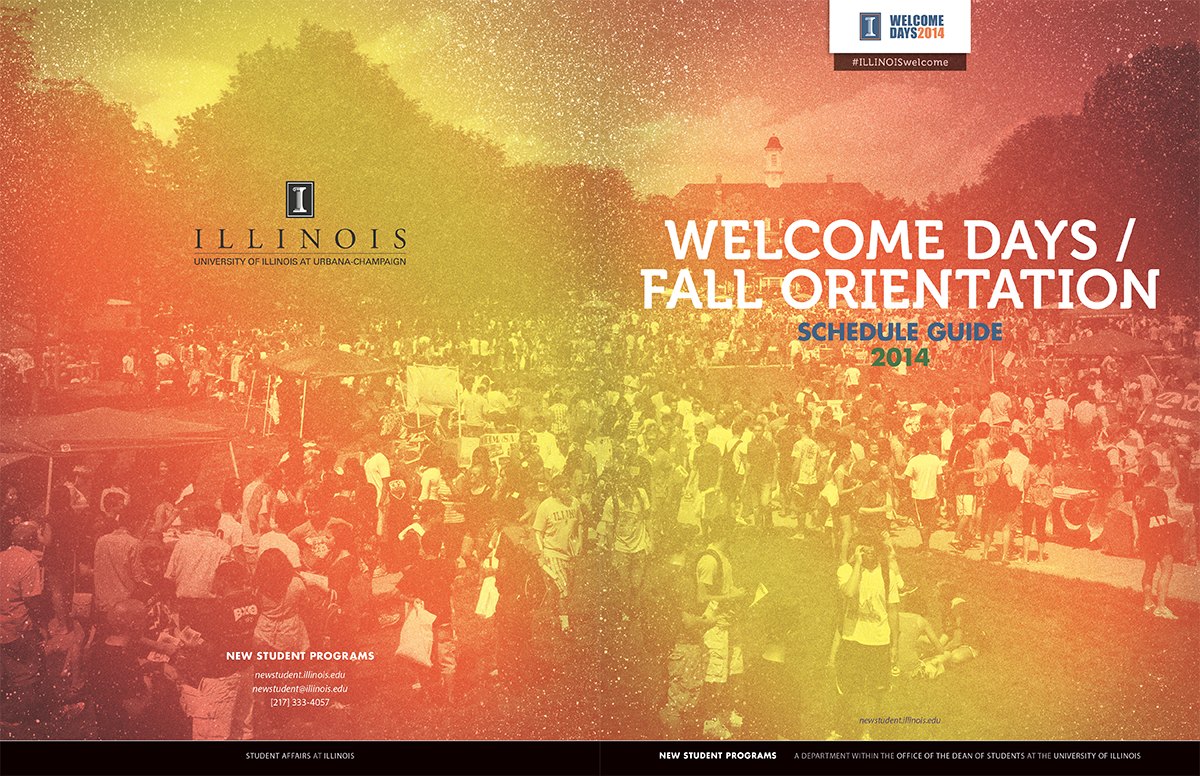 I
ILLINOIS
UNIVERSITY OF ILLINOIS AT URBANA-CHAMPAIGN
NEW STUDENT PROGRAMS
newstudent.illinois.edu
newstudent@illinois.edu
[217] 333-4057
STUDENT AFFAIRS AT ILLINOIS
I WELCOME
DAYS2014
#ILLINOISwelcome
WELCOME DAYS /
FALL ORIENTATION
SCHEDULE GUIDE
2014
newstudent.illinois.edu
NEW STUDENT PROGRAMS A DEPARTMENT WITHIN THE OFFICE OF THE DEAN OF STUDENTS AT THE UNIVERSITY OF ILLINOIS